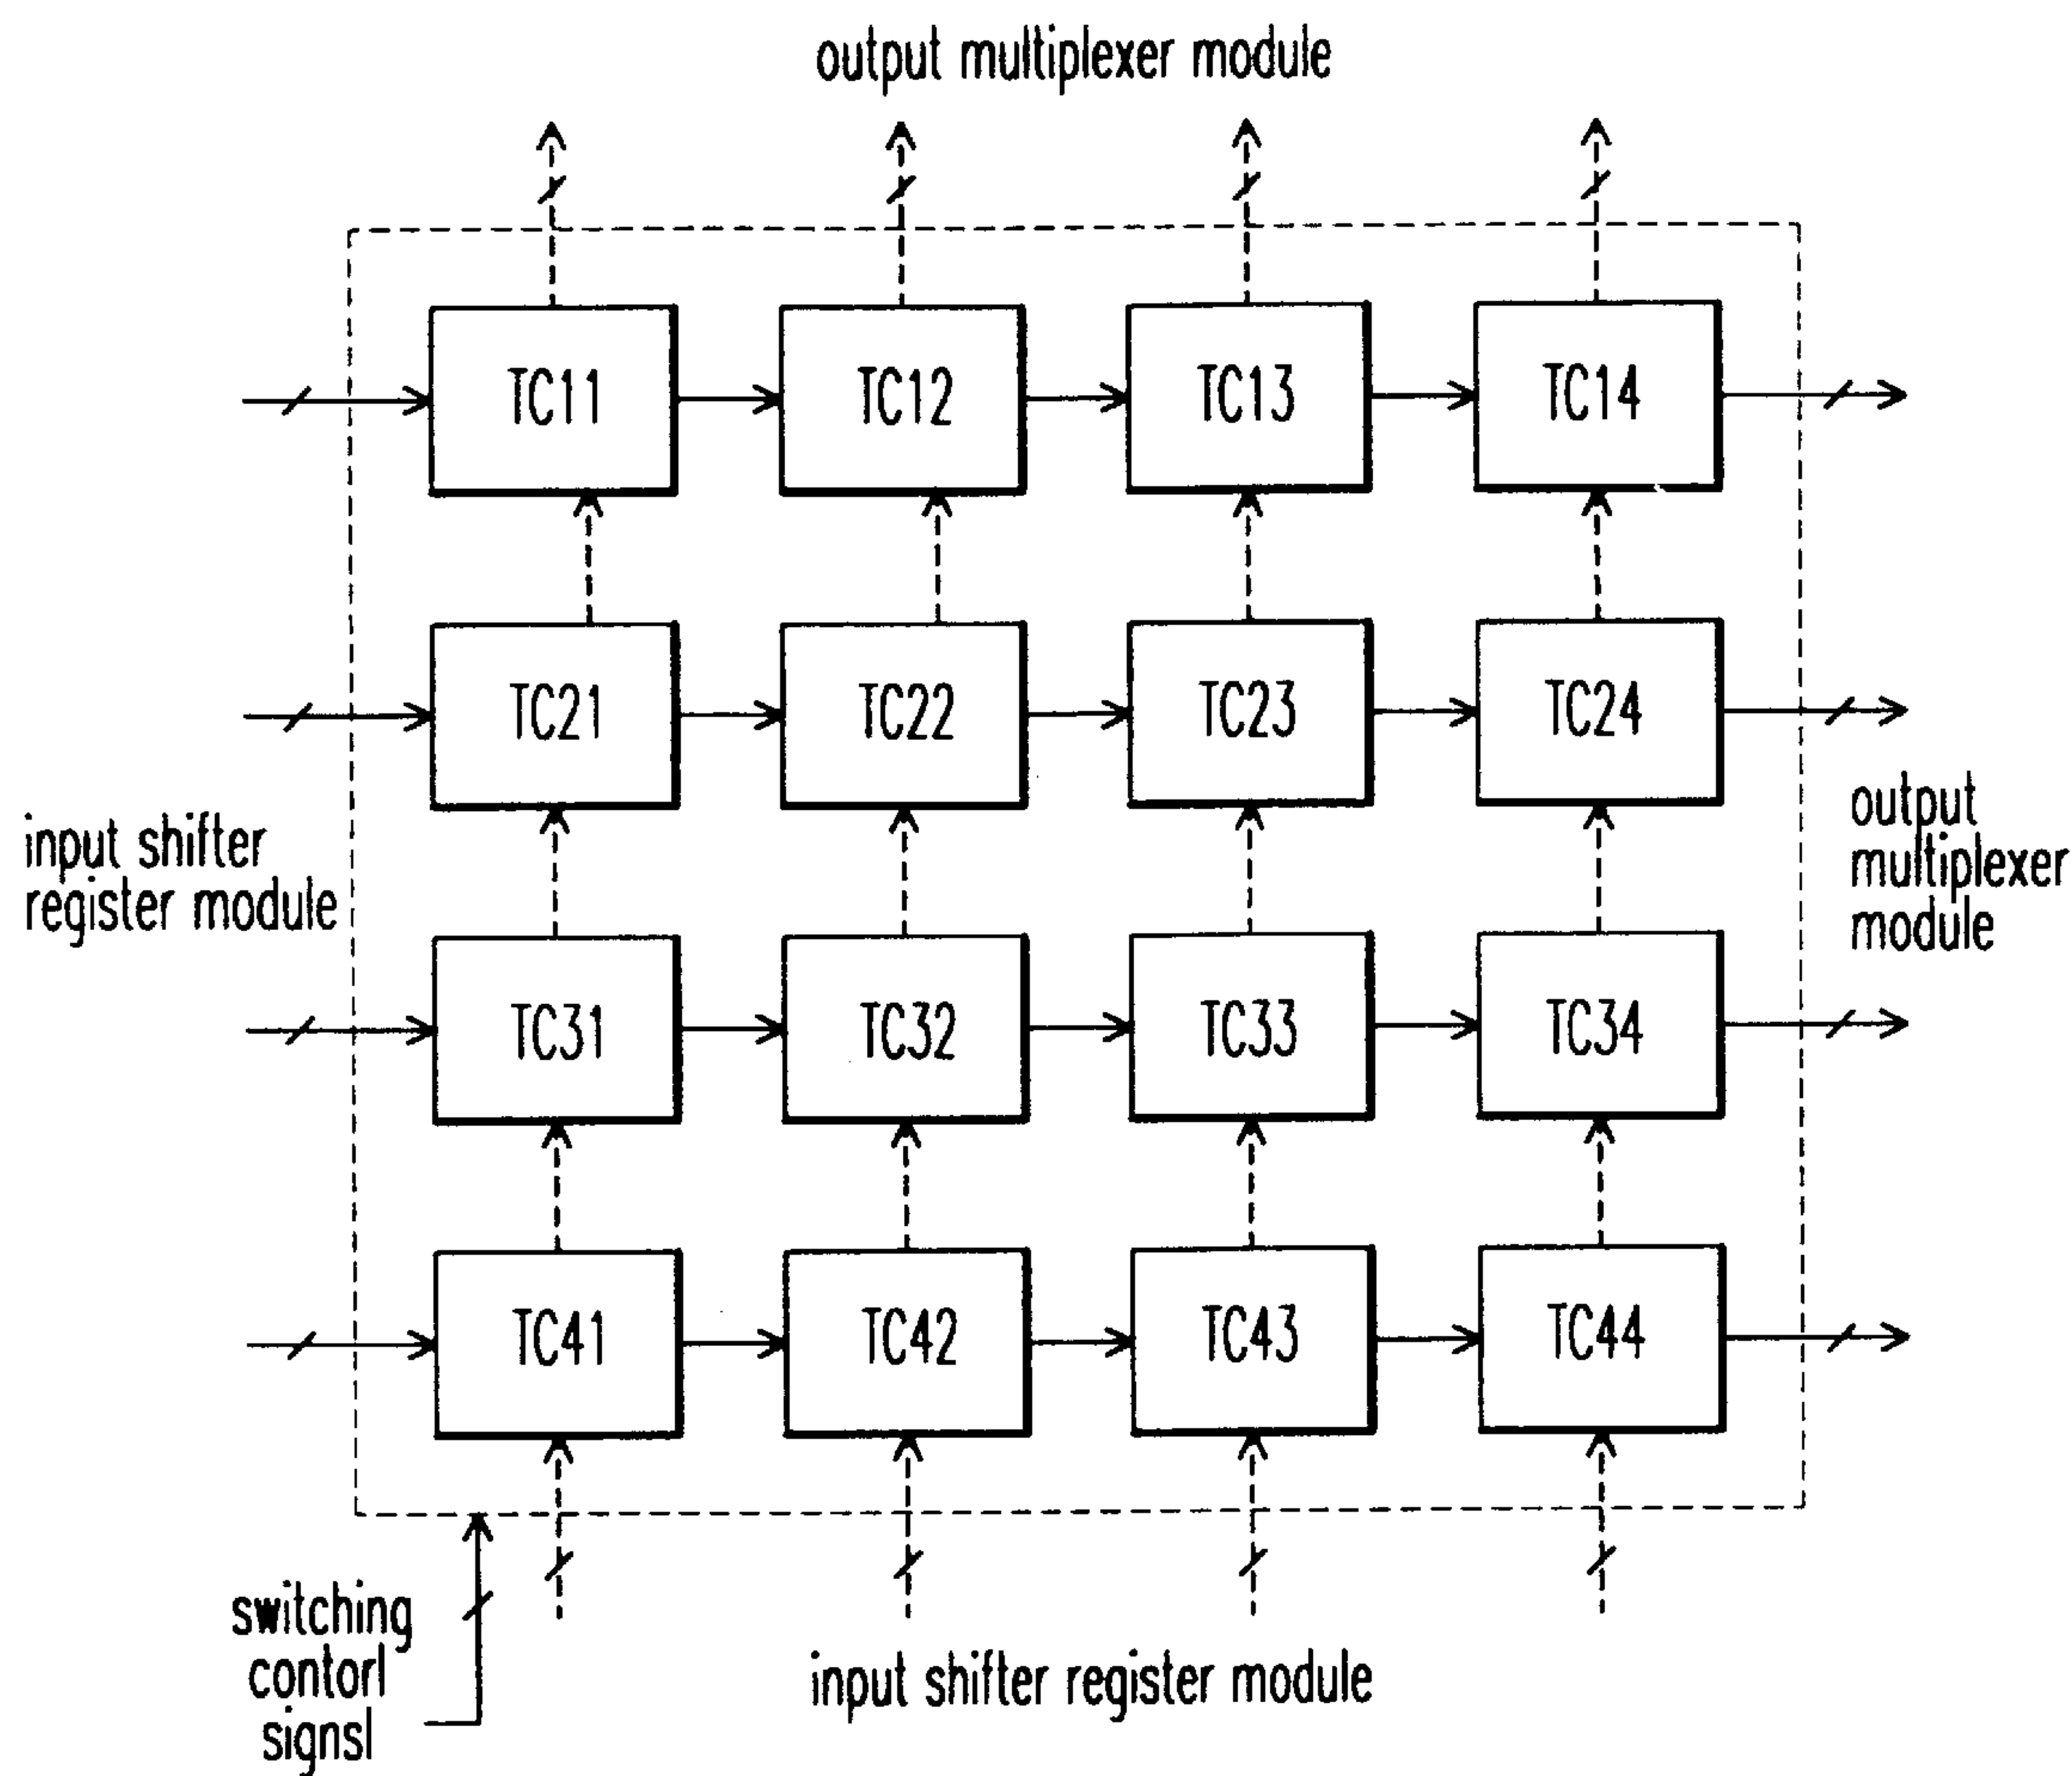 output multiplexer module
TC11 TC12 TC13 TC14
TC21 TC22 TC23 TC24
input shifter
register module
output
multiplexer
module
TC31 TC32 TC33 TC34
TC41 TC42 TC43 TC44
switching
contorl
signsl
input shifter register module